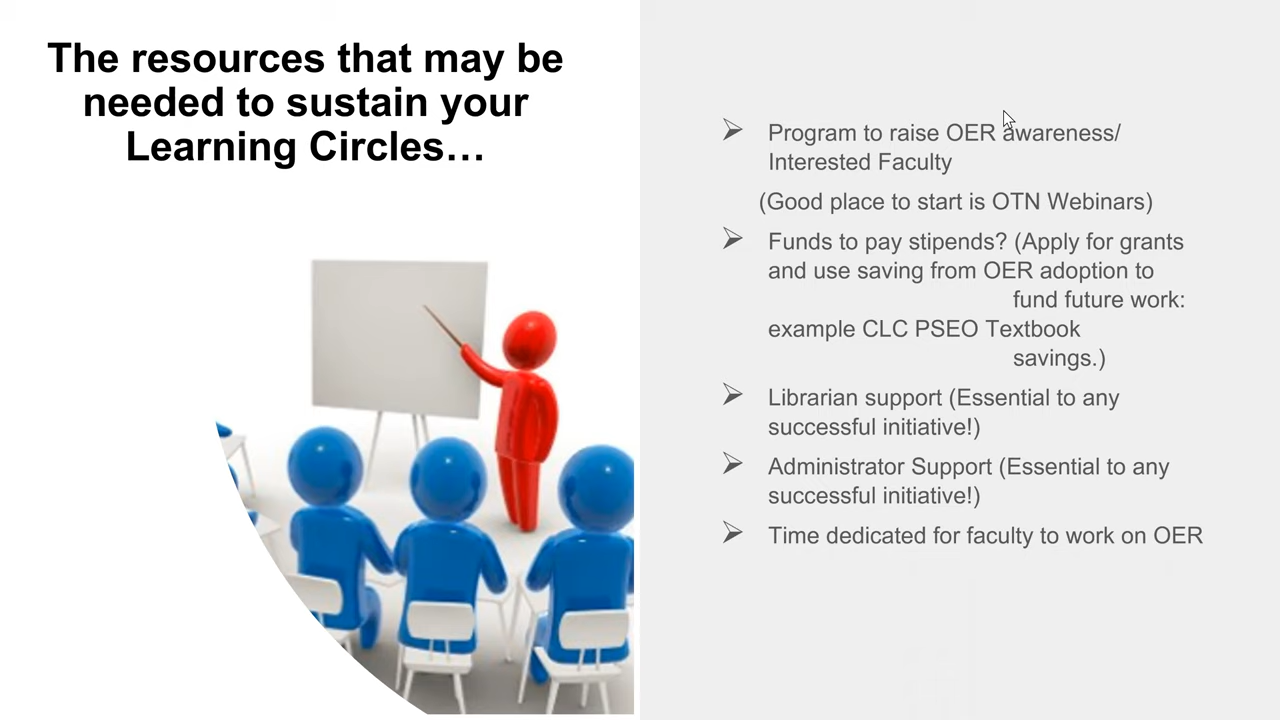 The resources that may be
needed to sustain your
Learning Circles…
Program to raise OER awareness/
Interested Faculty
(Good place to start is OTN Webinars)
Funds to pay stipends? (Apply for grants
and use saving from OER adoption to
fund future work:
example CLC PSEO Textbook
savings.)
Librarian support (Essential to any
successful initiative!)
Administrator Support (Essential to any
successful initiative!)
Time dedicated for faculty to work on OER